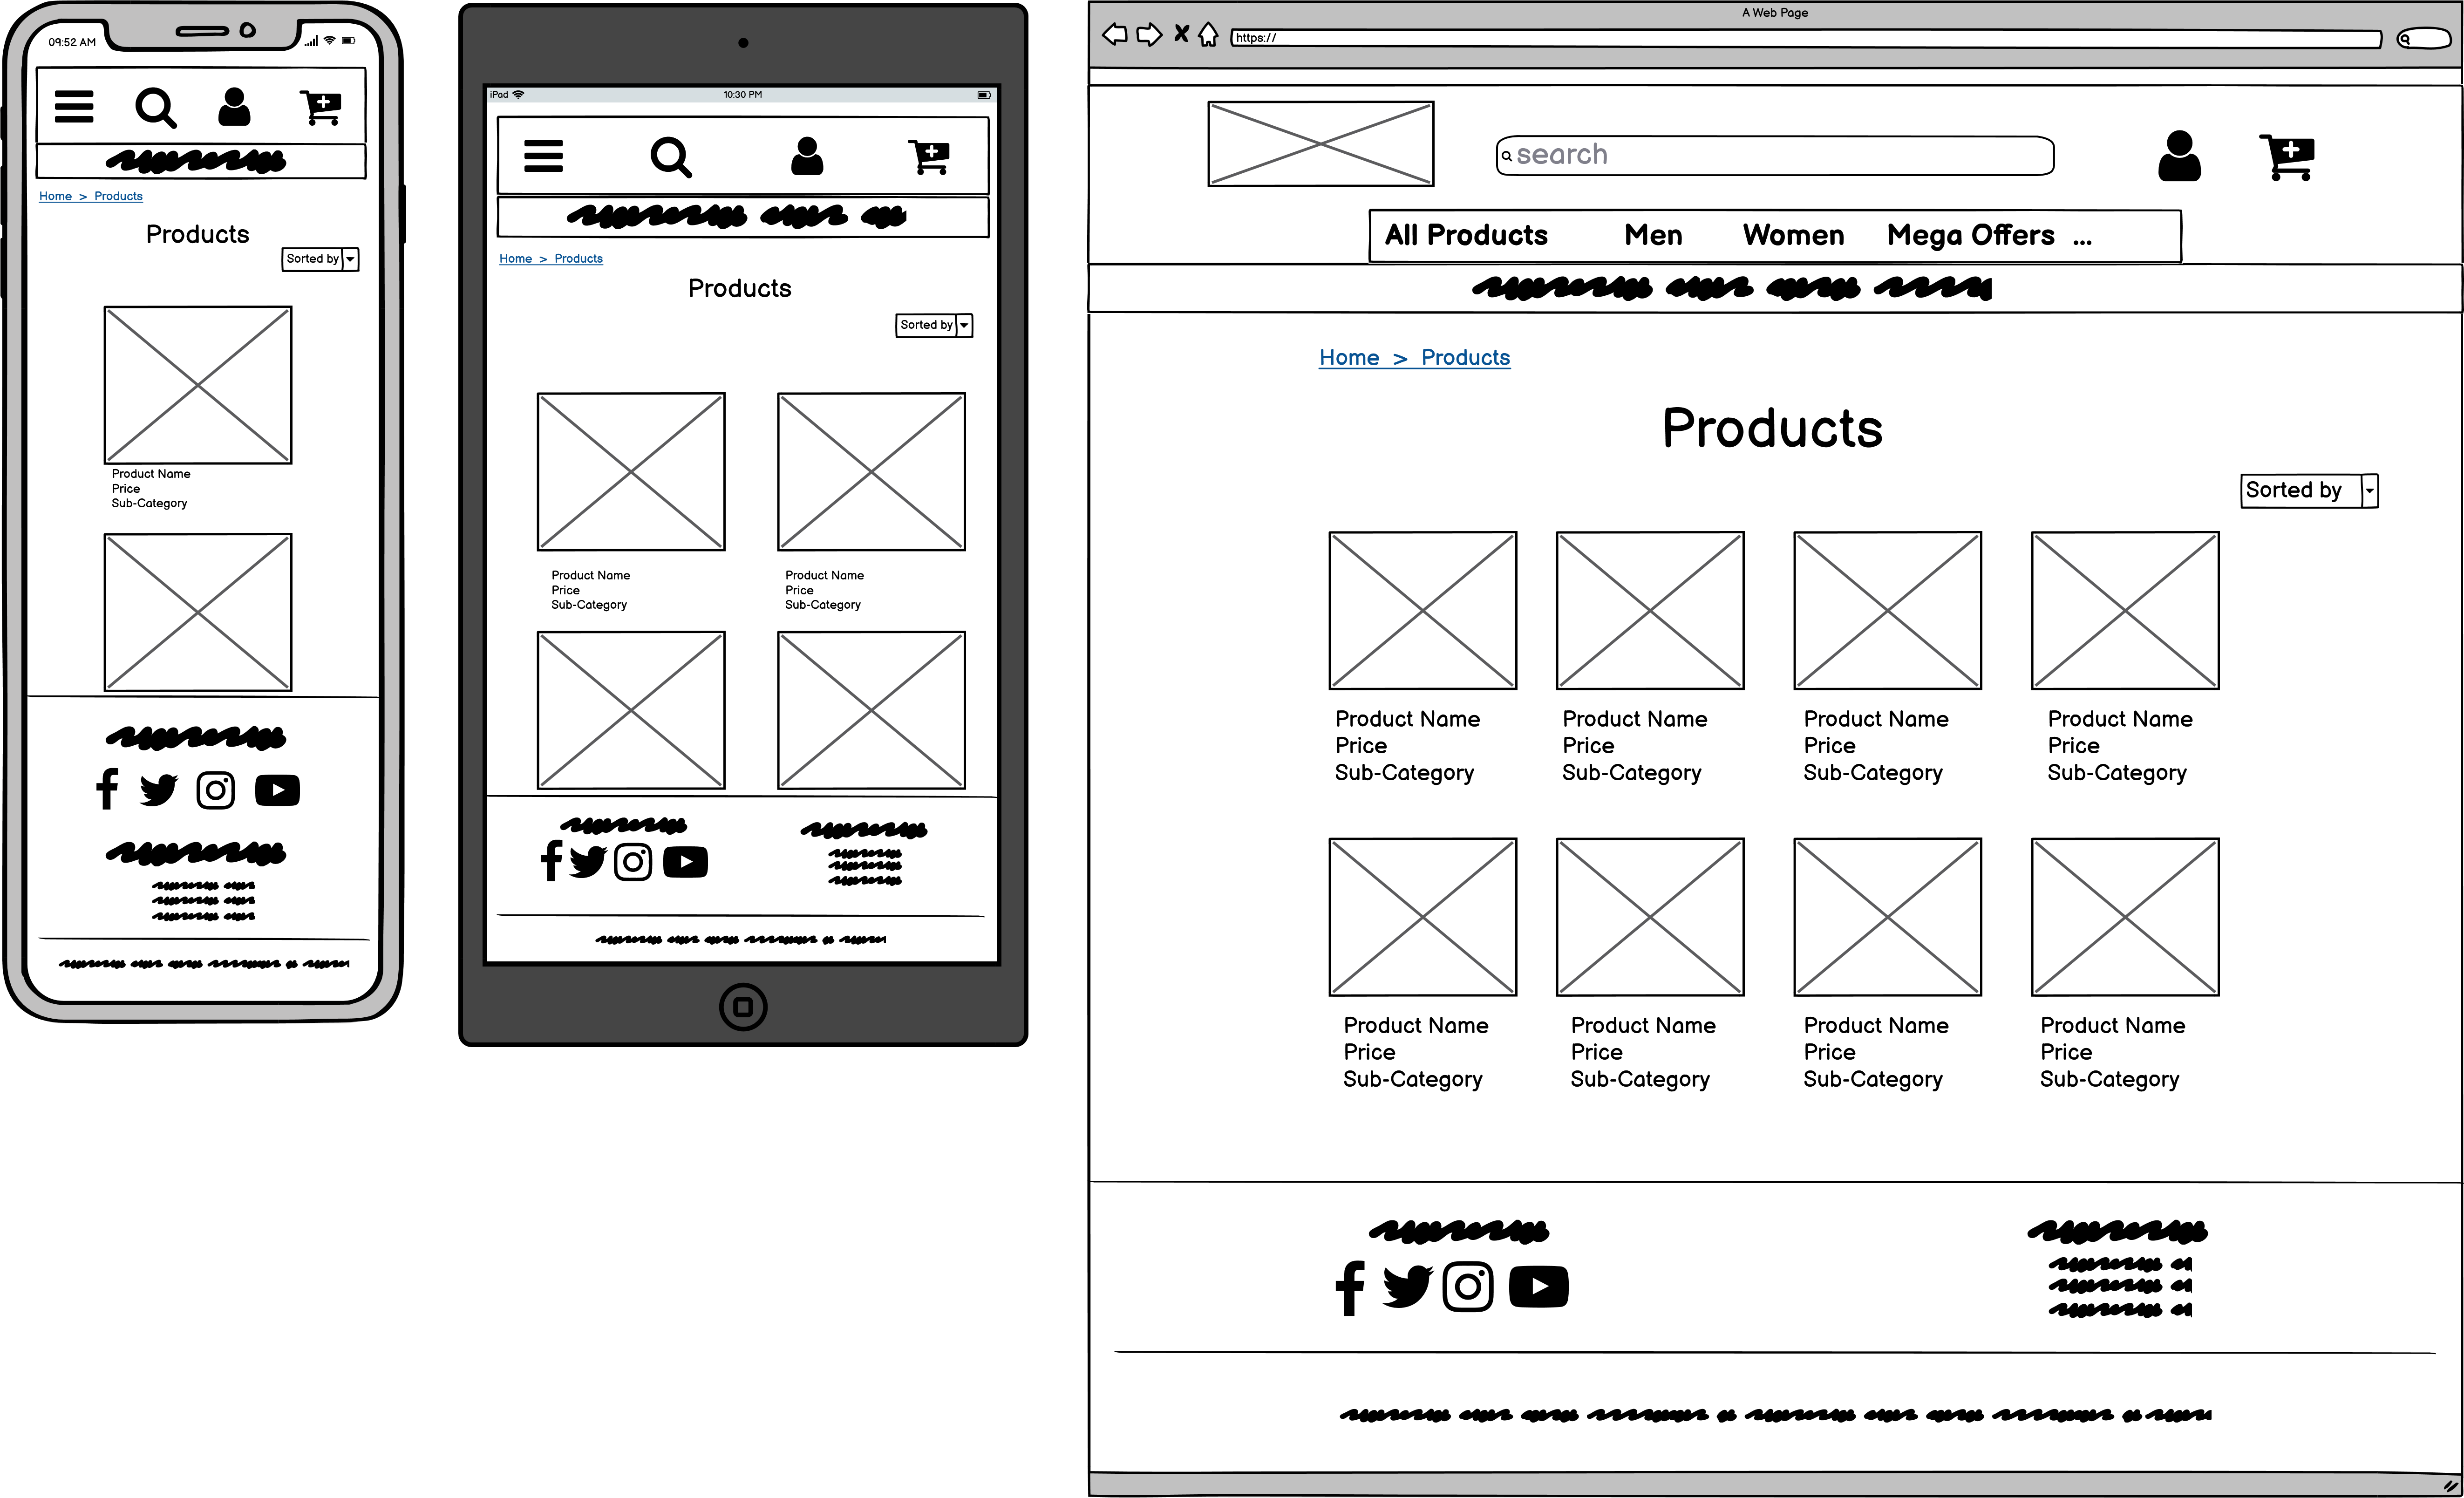 09:52 AM
Home > Products
Products
Sorted by
Product Name
Price
Sub-Category
iPad
10:30 PM
Home > Products
Products
Sorted by
Product Name
Price
Sub-Category
Product Name
Price
Sub-Category
A Web Page
https://
search
All Products Men Women Mega Offers ...
Home > Products
Products
Sorted by
Product Name
Price
Sub-Category
Product Name
Price
Sub-Category
Product Name
Price
Sub-Category
Product Name
Price
Sub-Category
Product Name
Price
Sub-Category
Product Name
Price
Sub-Category
Product Name
Price
Sub-Category
Product Name
Price
Sub-Category